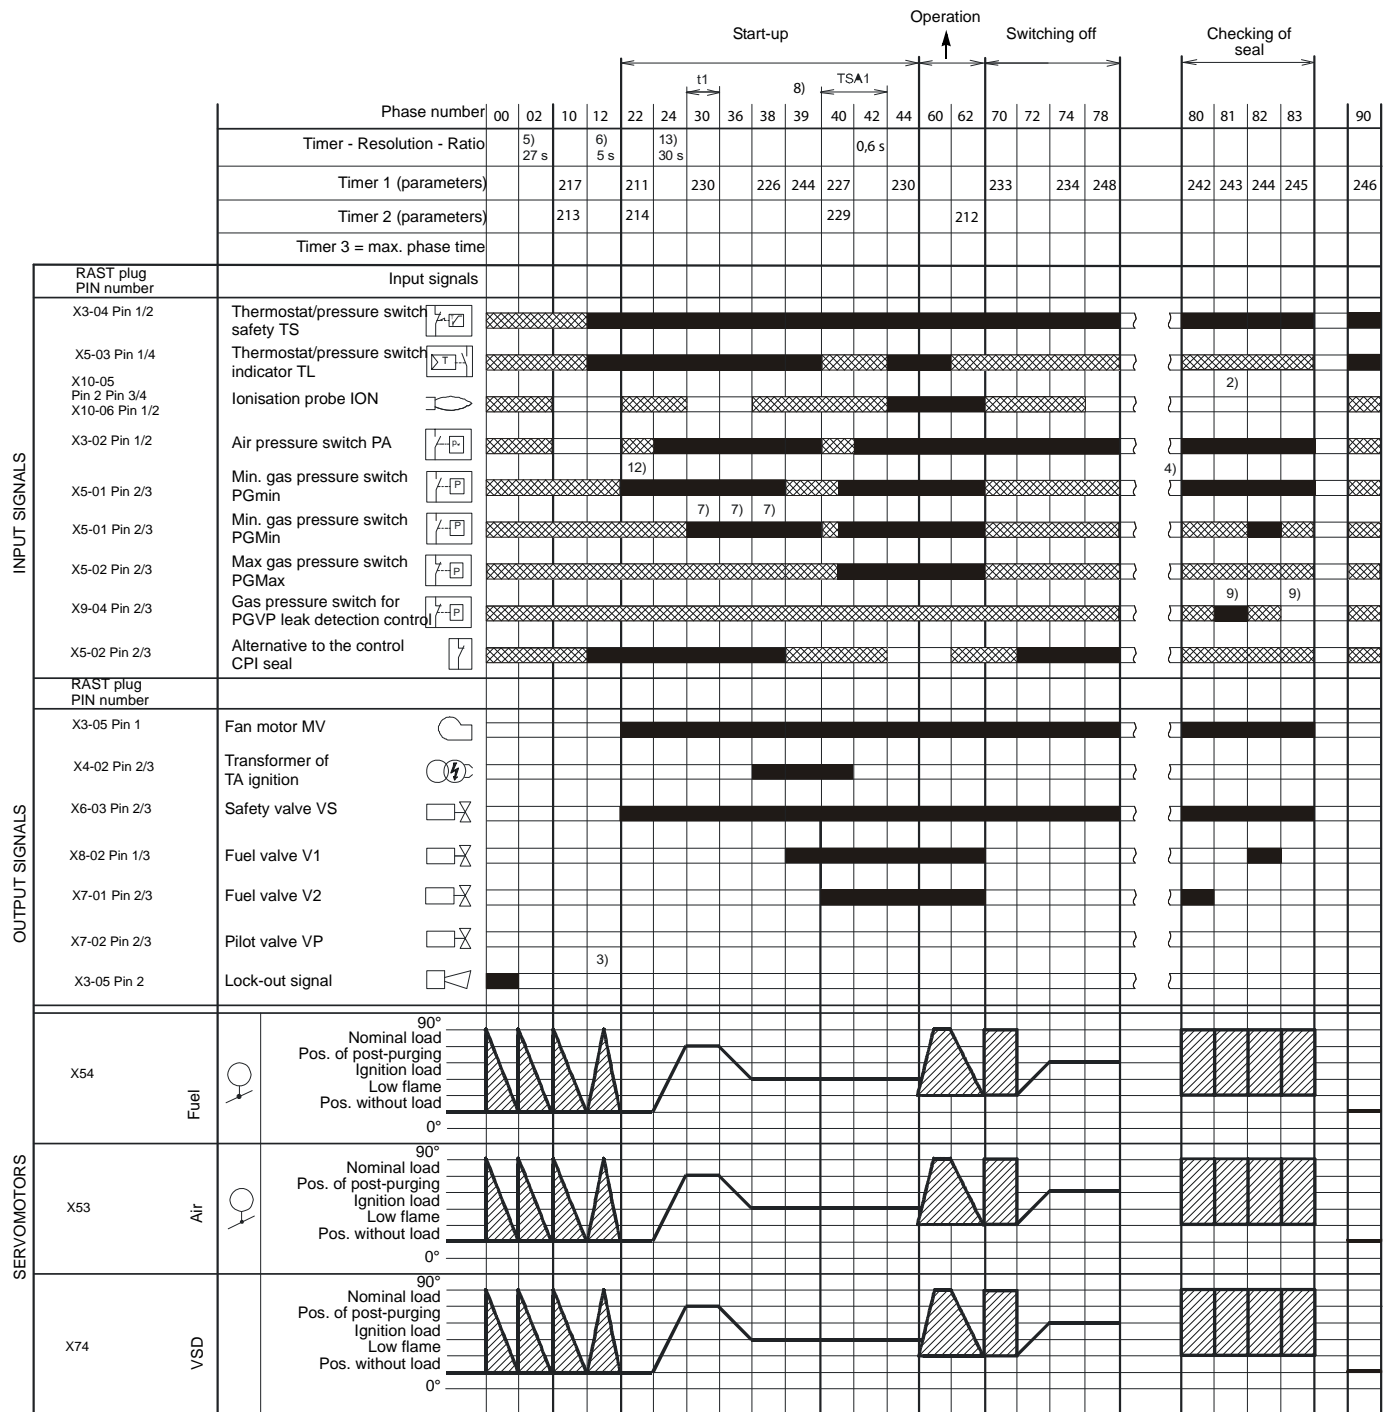 Operation
Start-up
Switching off
Checking of
seal
t1
8)
TSA1
Phase number 00 02 10 12 22 24 30 36 38 39 40 42 44 60 62 70 72 74 78 80 81 82 83 90
Timer - Resolution - Ratio 5) 6) 13) 0,6 s
27 s 5 s 30 s
Timer 1 (parameters) 217 211 230 226 244 227 230 233 234 248 242 243 244 245 246
Timer 2 (parameters) 213 214 229 212
Timer 3 = max. phase time
RAST plug
PIN number
Input signals
INPUT SIGNALS
X3-04 Pin 1/2
Thermostat/pressure switch
safety TS
X5-03 Pin 1/4
Thermostat/pressure switch
indicator TL
T
2)
X10-05
Pin 2 Pin 3/4
X10-06 Pin 1/2
Ionisation probe ION
X3-02 Pin 1/2
Air pressure switch PA
12)
4)
X5-01 Pin 2/3
Min. gas pressure switch
PGmin
P
7) 7) 7)
X5-01 Pin 2/3
Min. gas pressure switch
PGMin
P
X5-02 Pin 2/3
Max gas pressure switch
PGMax
P
9) 9)
X9-04 Pin 2/3
Gas pressure switch for
PGVP leak detection control
P
X5-02 Pin 2/3
Alternative to the control
CPI seal
RAST plug
PIN number
OUTPUT SIGNALS
X3-05 Pin 1
Fan motor MV
X4-02 Pin 2/3
Transformer of
TA ignition
X6-03 Pin 2/3
Safety valve VS
X8-02 Pin 1/3
Fuel valve V1
X7-01 Pin 2/3
Fuel valve V2
X7-02 Pin 2/3
Pilot valve VP
3)
X3-05 Pin 2
Lock-out signal
SERVOMOTORS
X54
Fuel
90°
Nominal load
Pos. of post-purging
Ignition load
Low flame
Pos. without load
0°
X53
Air
90°
Nominal load
Pos. of post-purging
Ignition load
Low flame
Pos. without load
0°
X74
VSD
90°
Nominal load
Pos. of post-purging
Ignition load
Low flame
Pos. without load
0°